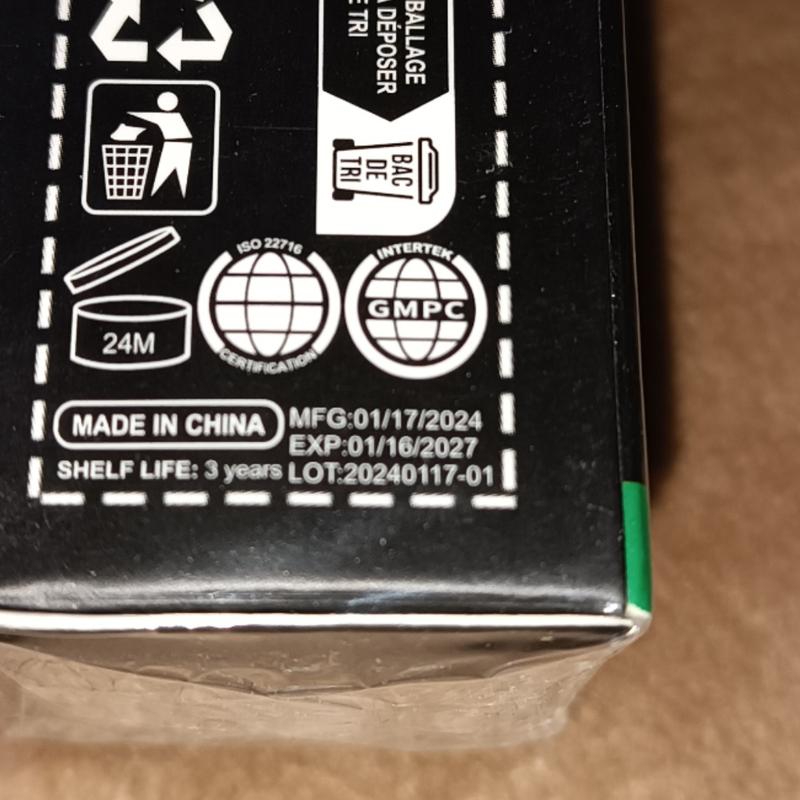 BALLAGE
À DÉPOSER
E TRI
BAC
DE
TRI
24M
ISO 22716
CERTIFICATION
INTERTEK
GMPC
MADE IN CHINA
MFG:01/17/2024
EXP:01/16/2027
SHELF LIFE: 3 years
LOT:20240117-01